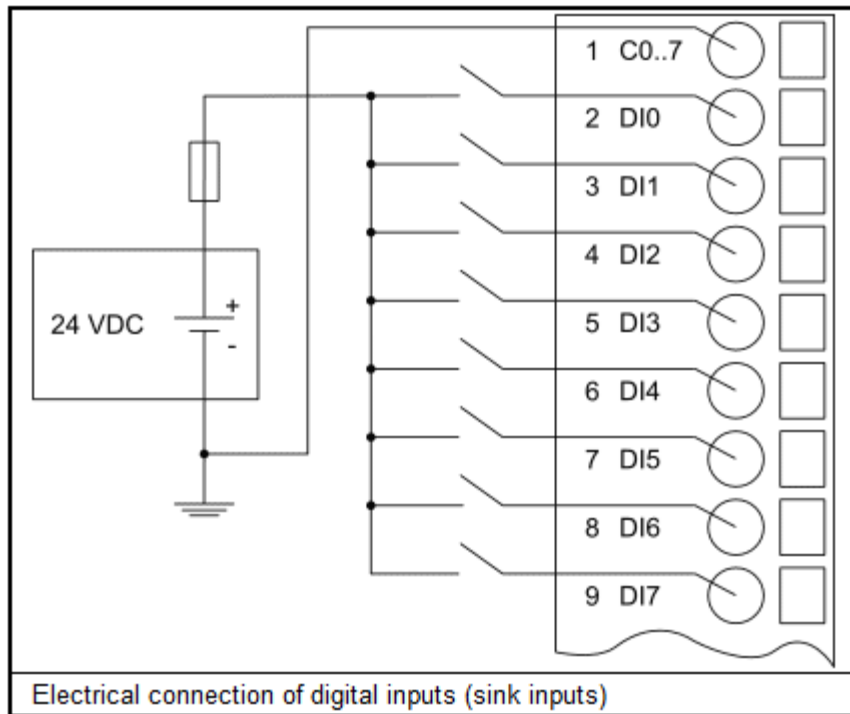 1 C0..7
2 DI0
3 DI1
4 DI2
5 DI3
6 DI4
7 DI5
8 DI6
9 DI7
24 VDC
+
-
Electrical connection of digital inputs (sink inputs)